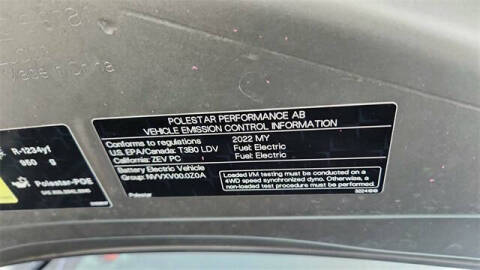 Made in China
R-1234yf
950 g
Polestar-POE
POLESTAR PERFORMANCE AB
VEHICLE EMISSION CONTROL INFORMATION
Conforms to regulations 2022 MY
U.S. EPA/Canada: T3B0 LDV Fuel: Electric
California: ZEV PC Fuel: Electric
Battery Electric Vehicle
Group: NVVXV00.0Z0A
Loaded I/M testing must be conducted on a
4WD speed synchronized dyno. Otherwise, a
non-loaded test procedure must be performed.
Polestar